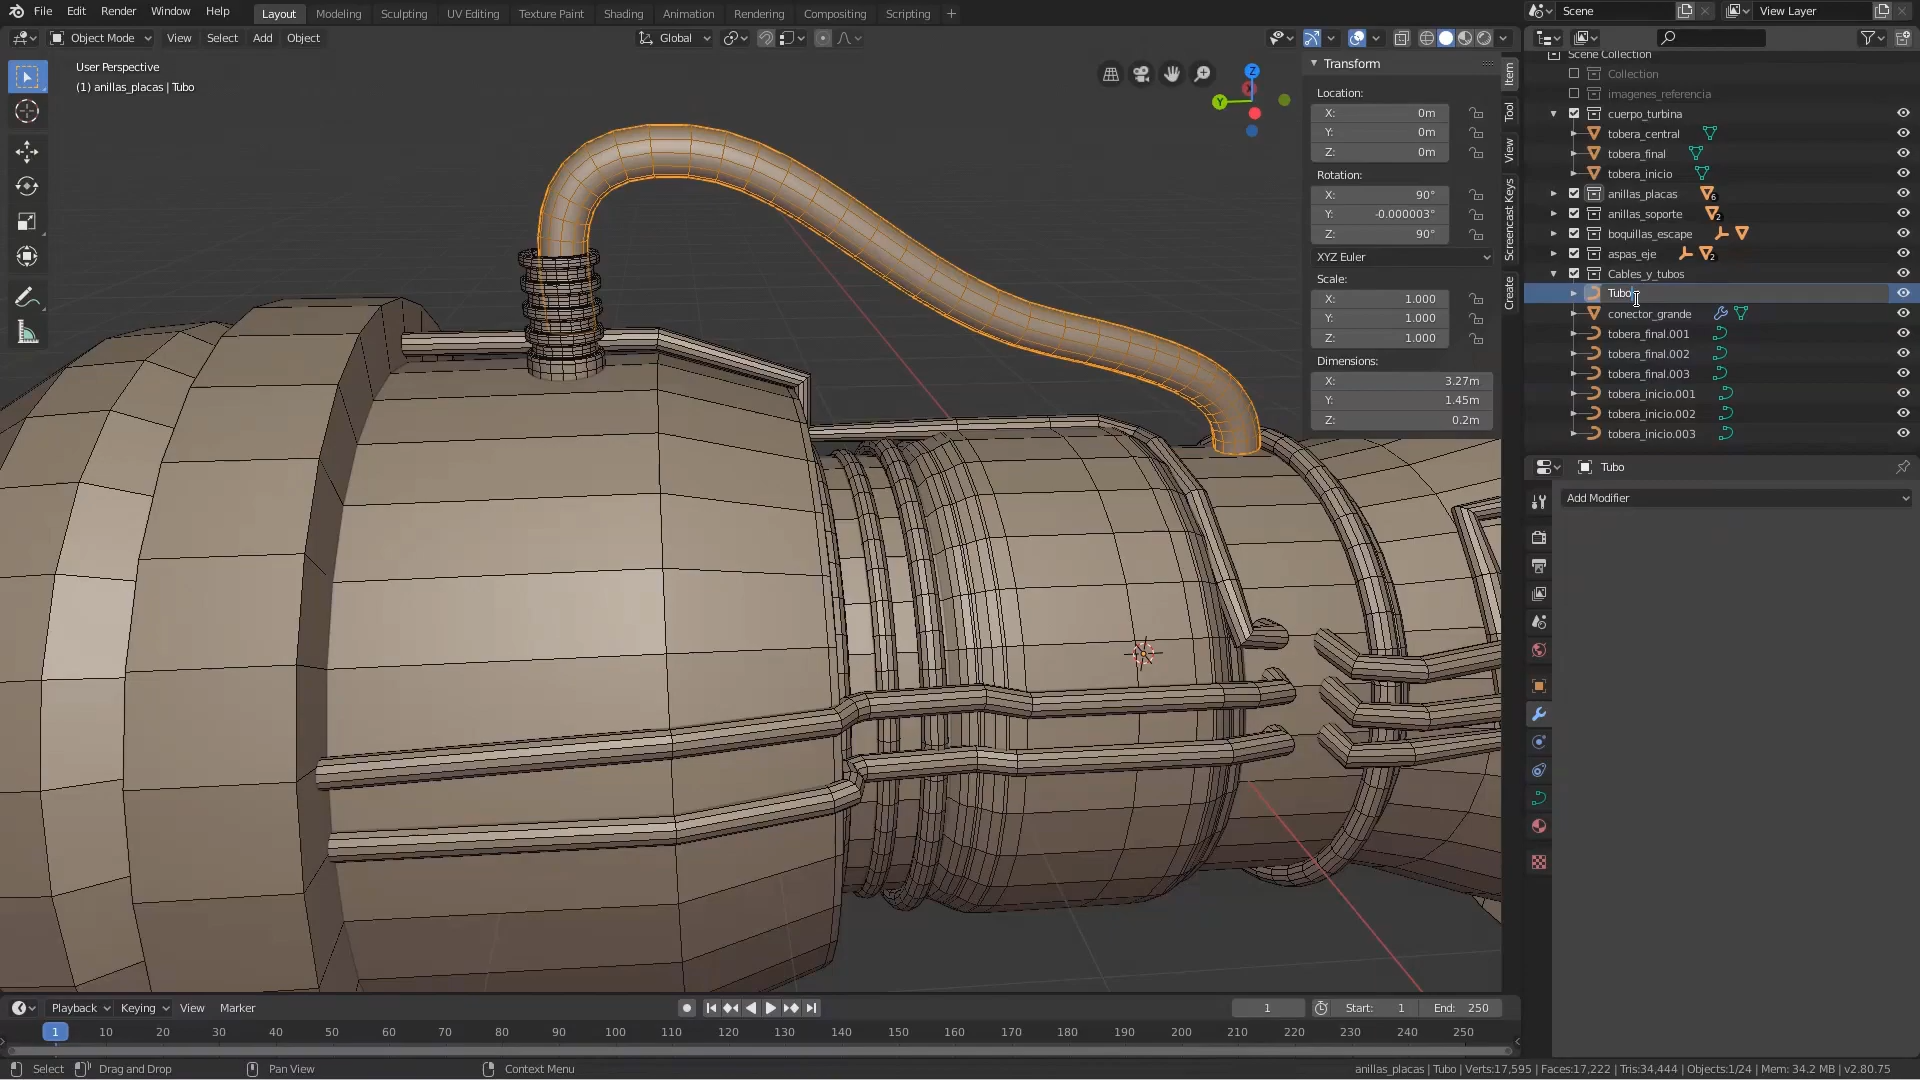 File Edit Render Window Help Layout Modeling Sculpting UV Editing Texture Paint Shading Animation Rendering Compositing Scripting + Scene View Layer
Object Mode View Select Add Object Global
User Perspective
(1) anillas_placas | Tubo
Z
Y
Transform
Location:
X: 0m
Y: 0m
Z: 0m
Rotation:
X: 90°
Y: -0.000003°
Z: 90°
XYZ Euler
Scale:
X: 1.000
Y: 1.000
Z: 1.000
Dimensions:
X: 3.27m
Y: 1.45m
Z: 0.2m
Item
Tool
View
Screencast Keys
Create
Scene Collection
Collection
imagenes_referencia
cuerpo_turbina
tobera_central
tobera_final
tobera_inicio
anillas_placas 6
anillas_soporte 2
boquillas_escape
aspas_eje 2
Cables_y_tubos
Tubo
conector_grande
tobera_final.001
tobera_final.002
tobera_final.003
tobera_inicio.001
tobera_inicio.002
tobera_inicio.003
Tubo
Add Modifier
Playback Keying View Marker 1 Start: 1 End: 250
1 10 20 30 40 50 60 70 80 90 100 110 120 130 140 150 160 170 180 190 200 210 220 230 240 250
Select Drag and Drop Pan View Context Menu anillas_placas | Tubo | Verts:17,595 | Faces:17,222 | Tris:34,444 | Objects:1/24 | Mem: 34.2 MB | v2.80.75